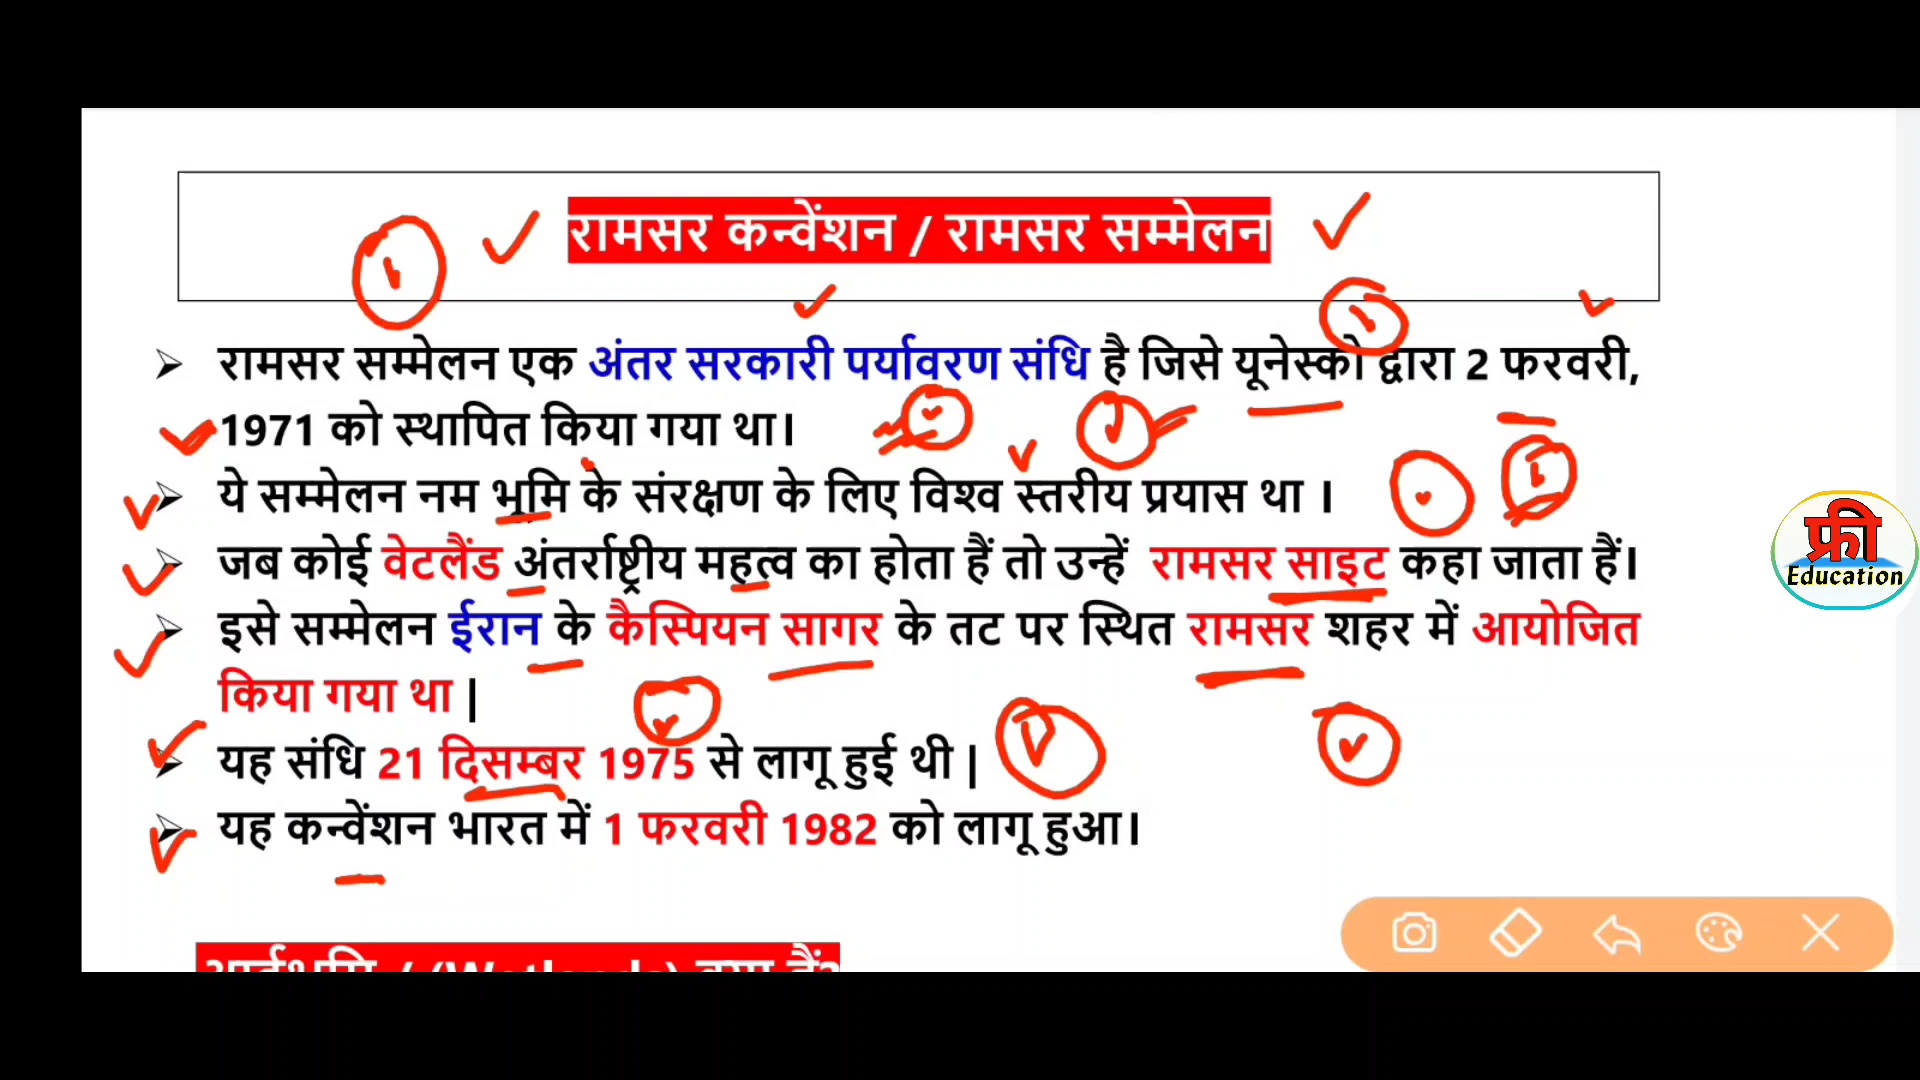 रामसर कन्वेंशन / रामसर सम्मेलन
➢ रामसर सम्मेलन एक अंतर सरकारी पर्यावरण संधि है जिसे यूनेस्को द्वारा 2 फरवरी,
1971 को स्थापित किया गया था।
➢ ये सम्मेलन नम भूमि के संरक्षण के लिए विश्व स्तरीय प्रयास था ।
➢ जब कोई वेटलैंड अंतर्राष्ट्रीय महत्व का होता हैं तो उन्हें रामसर साइट कहा जाता हैं।
➢ इसे सम्मेलन ईरान के कैस्पियन सागर के तट पर स्थित रामसर शहर में आयोजित
किया गया था |
➢ यह संधि 21 दिसम्बर 1975 से लागू हुई थी |
➢ यह कन्वेंशन भारत में 1 फरवरी 1982 को लागू हुआ।
आर्द्रभूमि / (Wetlands) क्या हैं?
फ्री
Education